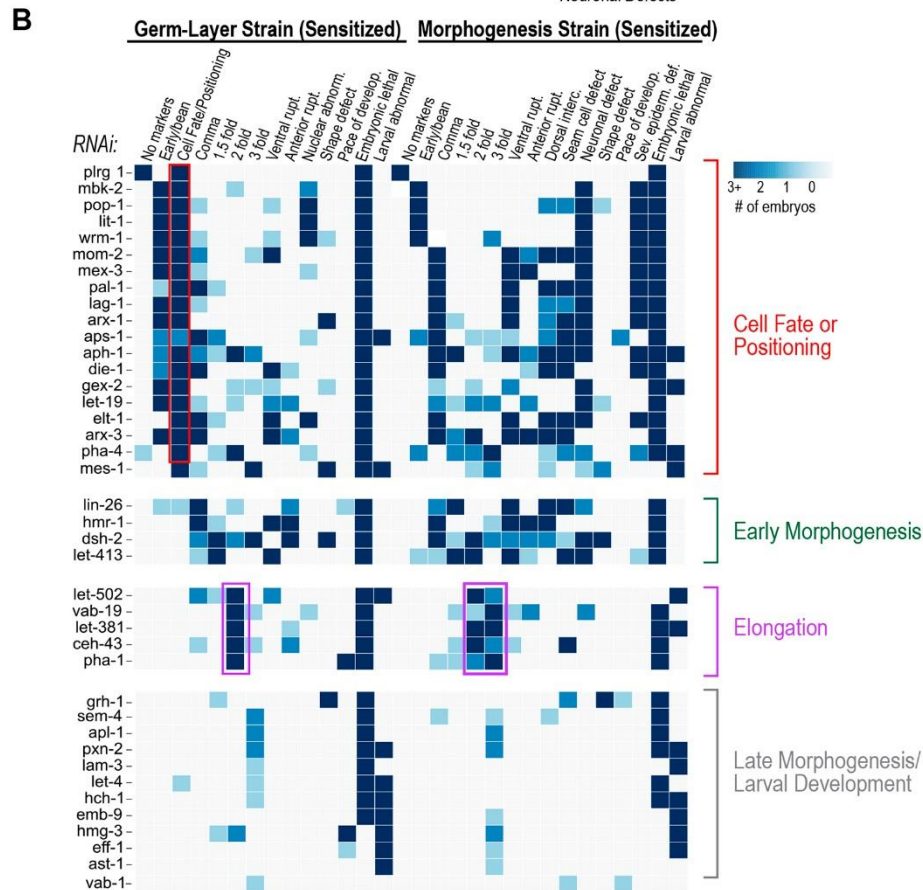 Neuronal Defects
B
Germ-Layer Strain (Sensitized)
Morphogenesis Strain (Sensitized)
RNAi:
No markers
Early/bean
Cell Fate/Positioning
Comma
1.5 fold
2 fold
3 fold
Ventral rupt.
Anterior rupt.
Nuclear abnorm.
Shape defect
Pace of develop.
Embryonic lethal
Larval abnormal
No markers
Early/bean
Comma
1.5 fold
2 fold
3 fold
Ventral rupt.
Anterior rupt.
Dorsal interc.
Seam cell defect
Neuronal defect
Shape defect
Pace of develop.
Sev. epiderm. def.
Embryonic lethal
Larval abnormal
plrg 1
mbk-2
pop-1
lit-1
wrm-1
mom-2
mex-3
pal-1
lag-1
arx-1
aps-1
aph-1
die-1
gex-2
let-19
elt-1
arx-3
pha-4
mes-1
3+ 2 1 0
# of embryos
Cell Fate or
Positioning
lin-26
hmr-1
dsh-2
let-413
Early Morphogenesis
let-502
vab-19
let-381
ceh-43
pha-1
Elongation
grh-1
sem-4
apl-1
pxn-2
lam-3
let-4
hch-1
emb-9
hmg-3
eff-1
ast-1
vab-1
Late Morphogenesis/
Larval Development